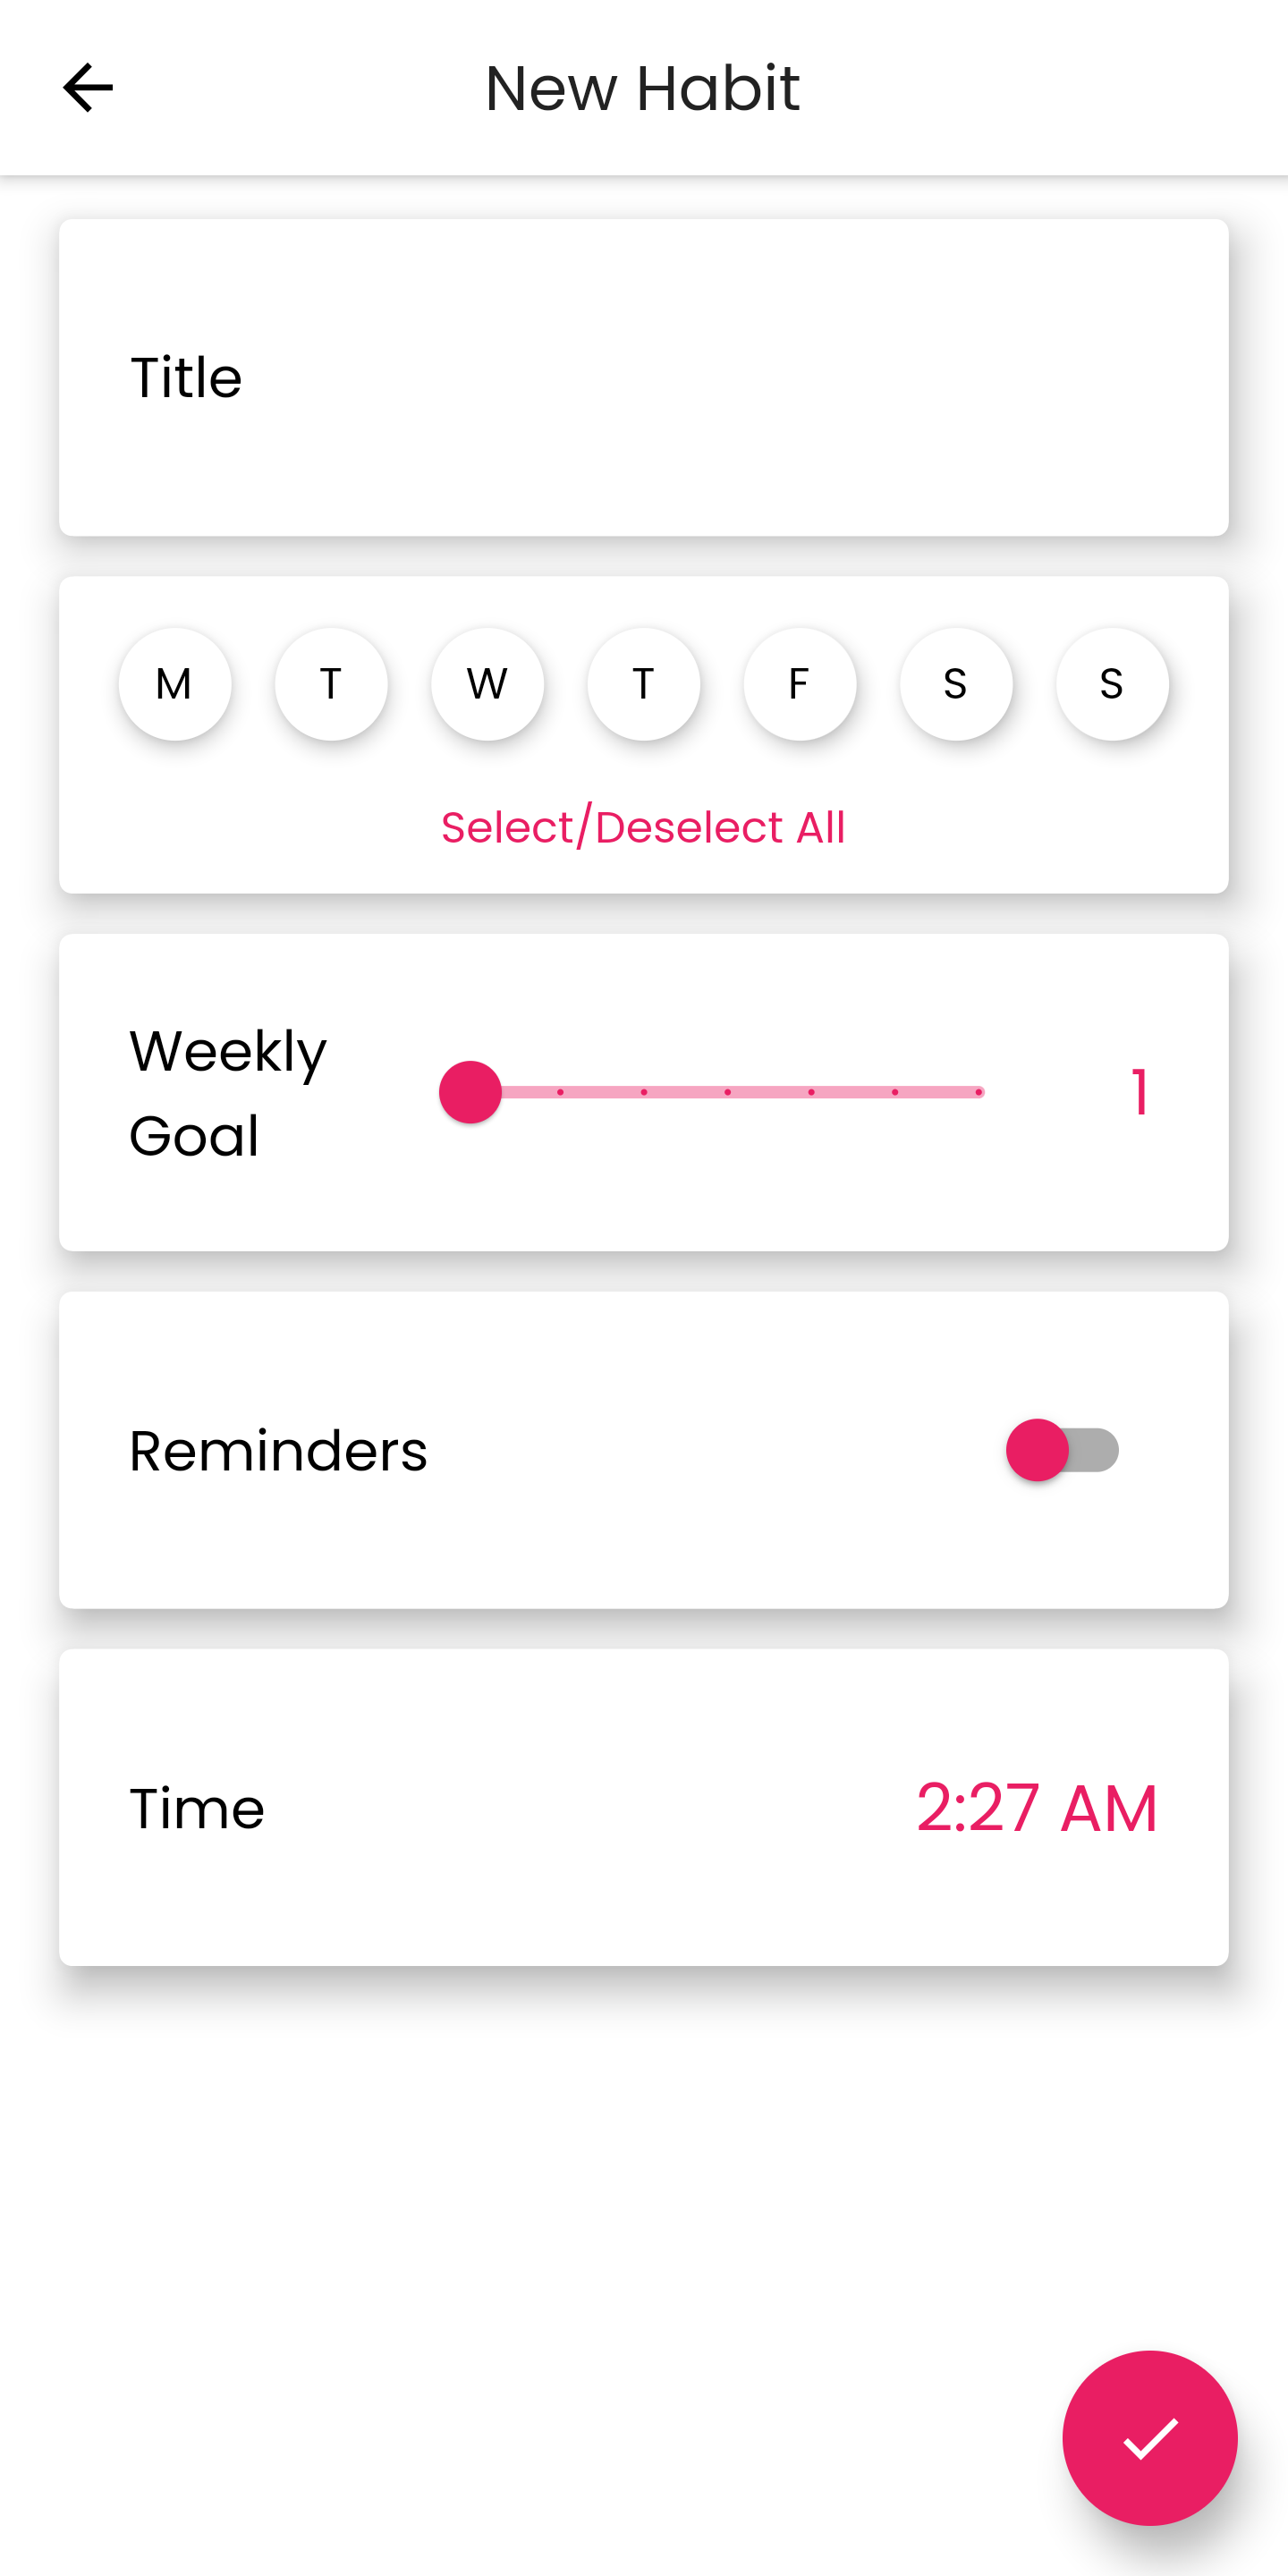 New Habit
Title
M T W T F S S
Select/Deselect All
Weekly
Goal
1
Reminders
Time
2:27 AM